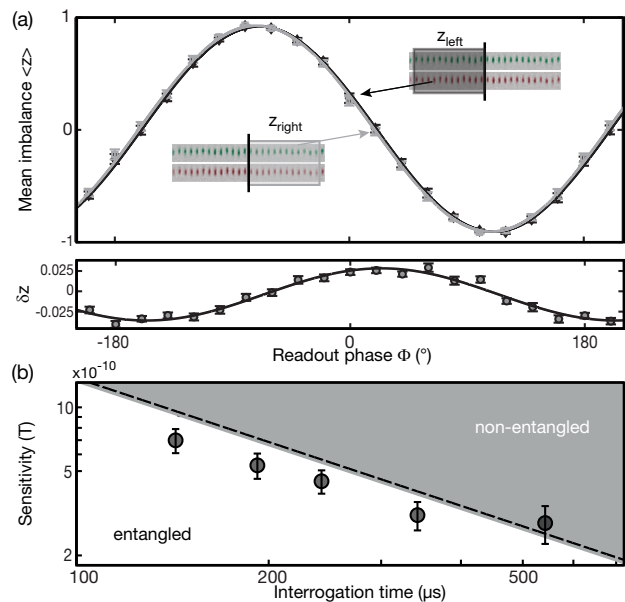 (a)
1
0
-1
Mean imbalance <z>
z_left
z_right
δz
0.025
0
-0.025
-180
0
180
Readout phase Φ (°)
(b)
x10^-10
10
5
2
Sensitivity (T)
non-entangled
entangled
100
200
500
Interrogation time (µs)